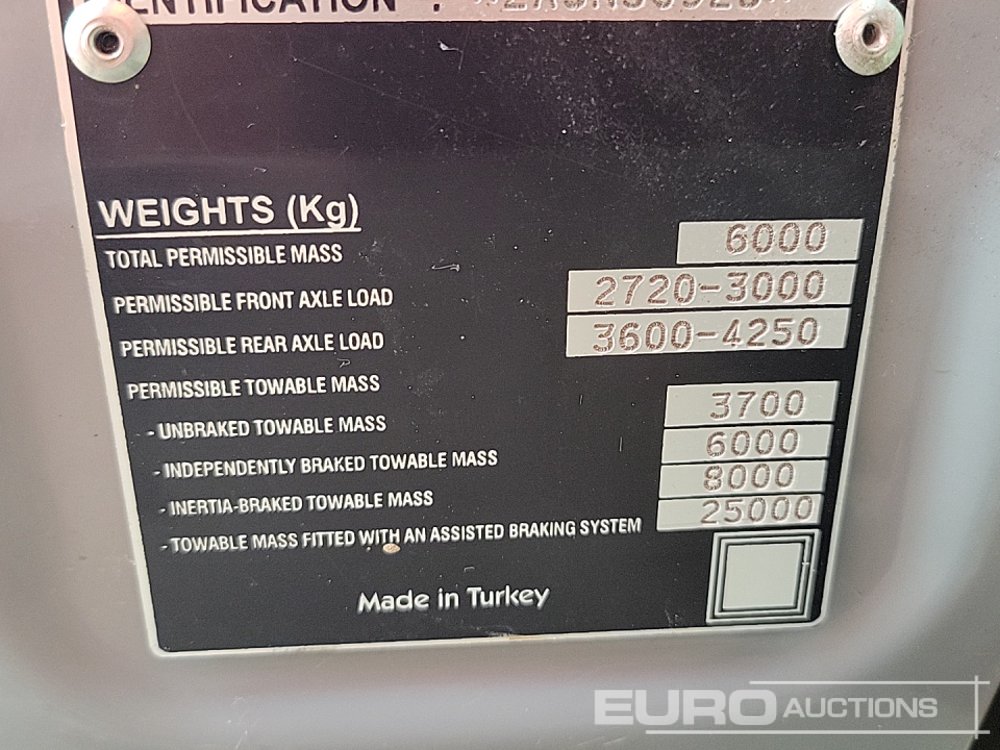 IDENTIFICATION :
WEIGHTS (Kg)
TOTAL PERMISSIBLE MASS 6000
PERMISSIBLE FRONT AXLE LOAD 2720-3000
PERMISSIBLE REAR AXLE LOAD 3600-4250
PERMISSIBLE TOWABLE MASS
- UNBRAKED TOWABLE MASS 3700
- INDEPENDENTLY BRAKED TOWABLE MASS 6000
- INERTIA-BRAKED TOWABLE MASS 8000
- TOWABLE MASS FITTED WITH AN ASSISTED BRAKING SYSTEM 25000
Made in Turkey
EURO AUCTIONS